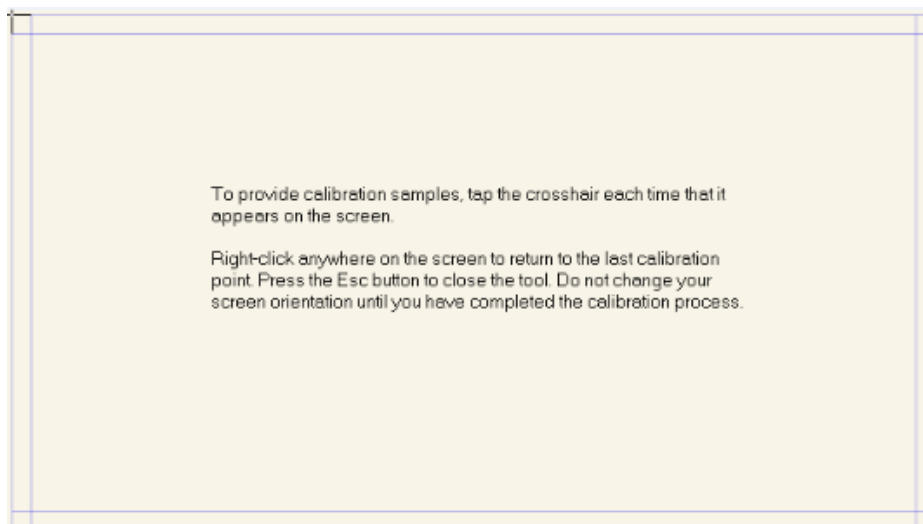 To provide calibration samples, tap the crosshair each time that it
appears on the screen.
Right-click anywhere on the screen to return to the last calibration
point. Press the Esc button to close the tool. Do not change your
screen orientation until you have completed the calibration process.